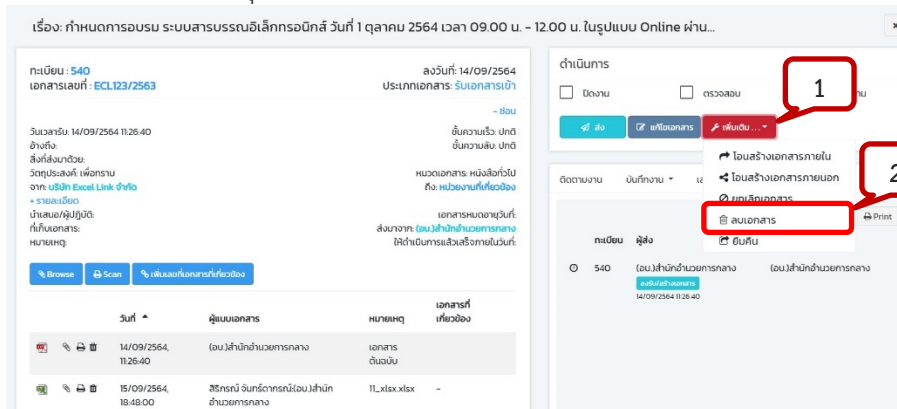 เรื่อง: กำหนดการอบรม ระบบสารบรรณอิเล็กทรอนิกส์ วันที่ 1 ตุลาคม 2564 เวลา 09.00 น. - 12.00 น. ในรูปแบบ Online ผ่าน...
ทะเบียน : 540
ลงวันที่: 14/09/2564
เอกสารเลขที่ : ECL123/2563
ประเภทเอกสาร: รับเอกสารเข้า
- ซ่อน
วันเวลารับ: 14/09/2564 11:26:40
ชั้นความเร็ว: ปกติ
อ้างถึง:
ชั้นความลับ: ปกติ
สิ่งที่ส่งมาด้วย:
วัตถุประสงค์: เพื่อทราบ
หมวดเอกสาร: หนังสือทั่วไป
จาก: บริษัท Excel Link จำกัด
ถึง: หน่วยงานที่เกี่ยวข้อง
+ รายละเอียด
นำเสนอ/ผู้ปฏิบัติ:
เอกสารหมดอายุวันที่:
ที่เก็บเอกสาร:
ส่งมาจาก: (อบ.)สำนักอำนวยการกลาง
หมายเหตุ:
ให้ดำเนินการแล้วเสร็จภายในวันที่:
Browse
Scan
เพิ่มเลขที่เอกสารที่เกี่ยวข้อง
วันที่
ผู้แนบเอกสาร
หมายเหตุ
เอกสารที่เกี่ยวข้อง
14/09/2564, 11:26:40
(อบ.)สำนักอำนวยการกลาง
เอกสารต้นฉบับ
15/09/2564, 18:48:00
สิริภรณ์ จันทร์ดาภรณ์:(อบ.)สำนักอำนวยการกลาง
11_xlsx.xlsx
-
ดำเนินการ
ปิดงาน
ตรวจสอบ
1
ส่ง
แก้ไขเอกสาร
เพิ่มเติม...
โอนสร้างเอกสารภายใน
โอนสร้างเอกสารภายนอก
ยกเลิกเอกสาร
ลบเอกสาร
ยืมคืน
2
ติดตามงาน
บันทึกงาน
Print
ทะเบียน
ผู้ส่ง
540
(อบ.)สำนักอำนวยการกลาง
(อบ.)สำนักอำนวยการกลาง
ลงรับ/สร้างเอกสาร
14/09/2564 11:26:40